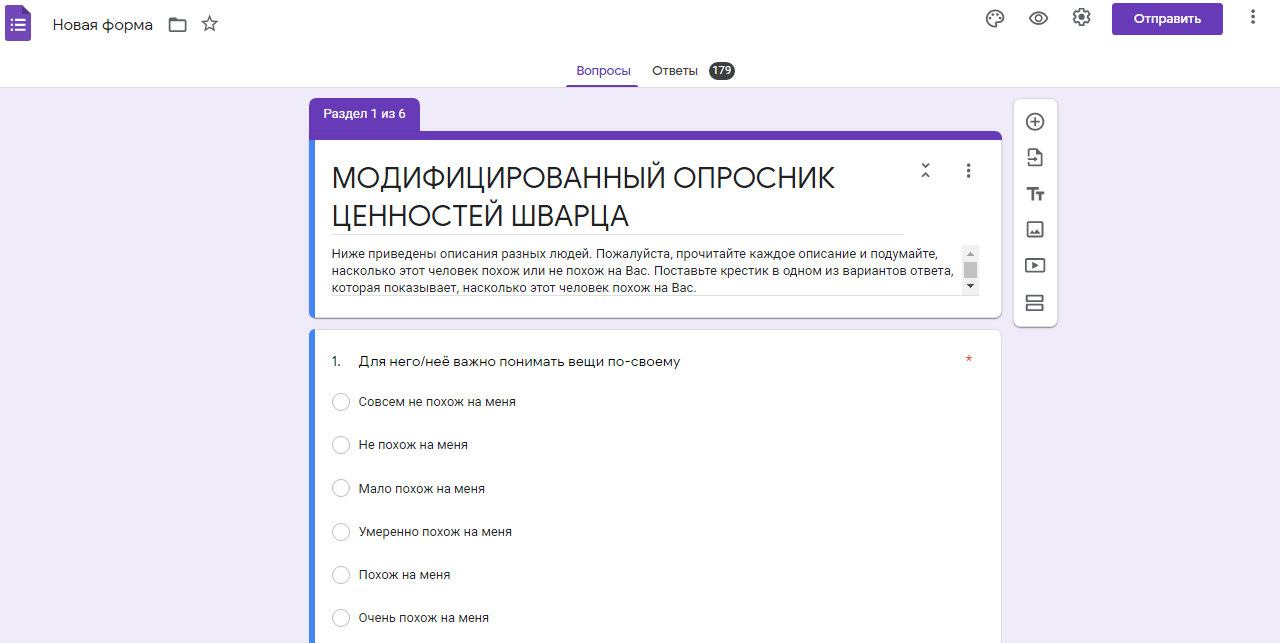 Новая форма
Отправить
Вопросы
Ответы 179
Раздел 1 из 6
МОДИФИЦИРОВАННЫЙ ОПРОСНИК
ЦЕННОСТЕЙ ШВАРЦА
Ниже приведены описания разных людей. Пожалуйста, прочитайте каждое описание и подумайте,
насколько этот человек похож или не похож на Вас. Поставьте крестик в одном из вариантов ответа,
которая показывает, насколько этот человек похож на Вас.
1. Для него/неё важно понимать вещи по-своему *
Совсем не похож на меня
Не похож на меня
Мало похож на меня
Умеренно похож на меня
Похож на меня
Очень похож на меня